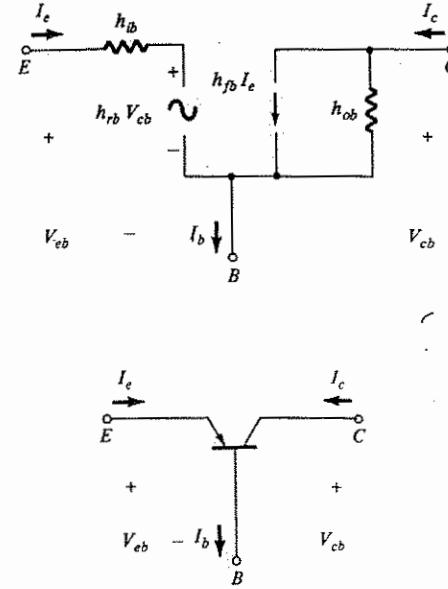 I_e h_ib I_c
E
+ h_fb I_e
h_rb V_cb h_ob
+ − +
V_eb − I_b V_cb
B
I_e I_c
E C
+ +
V_eb − I_b V_cb
B